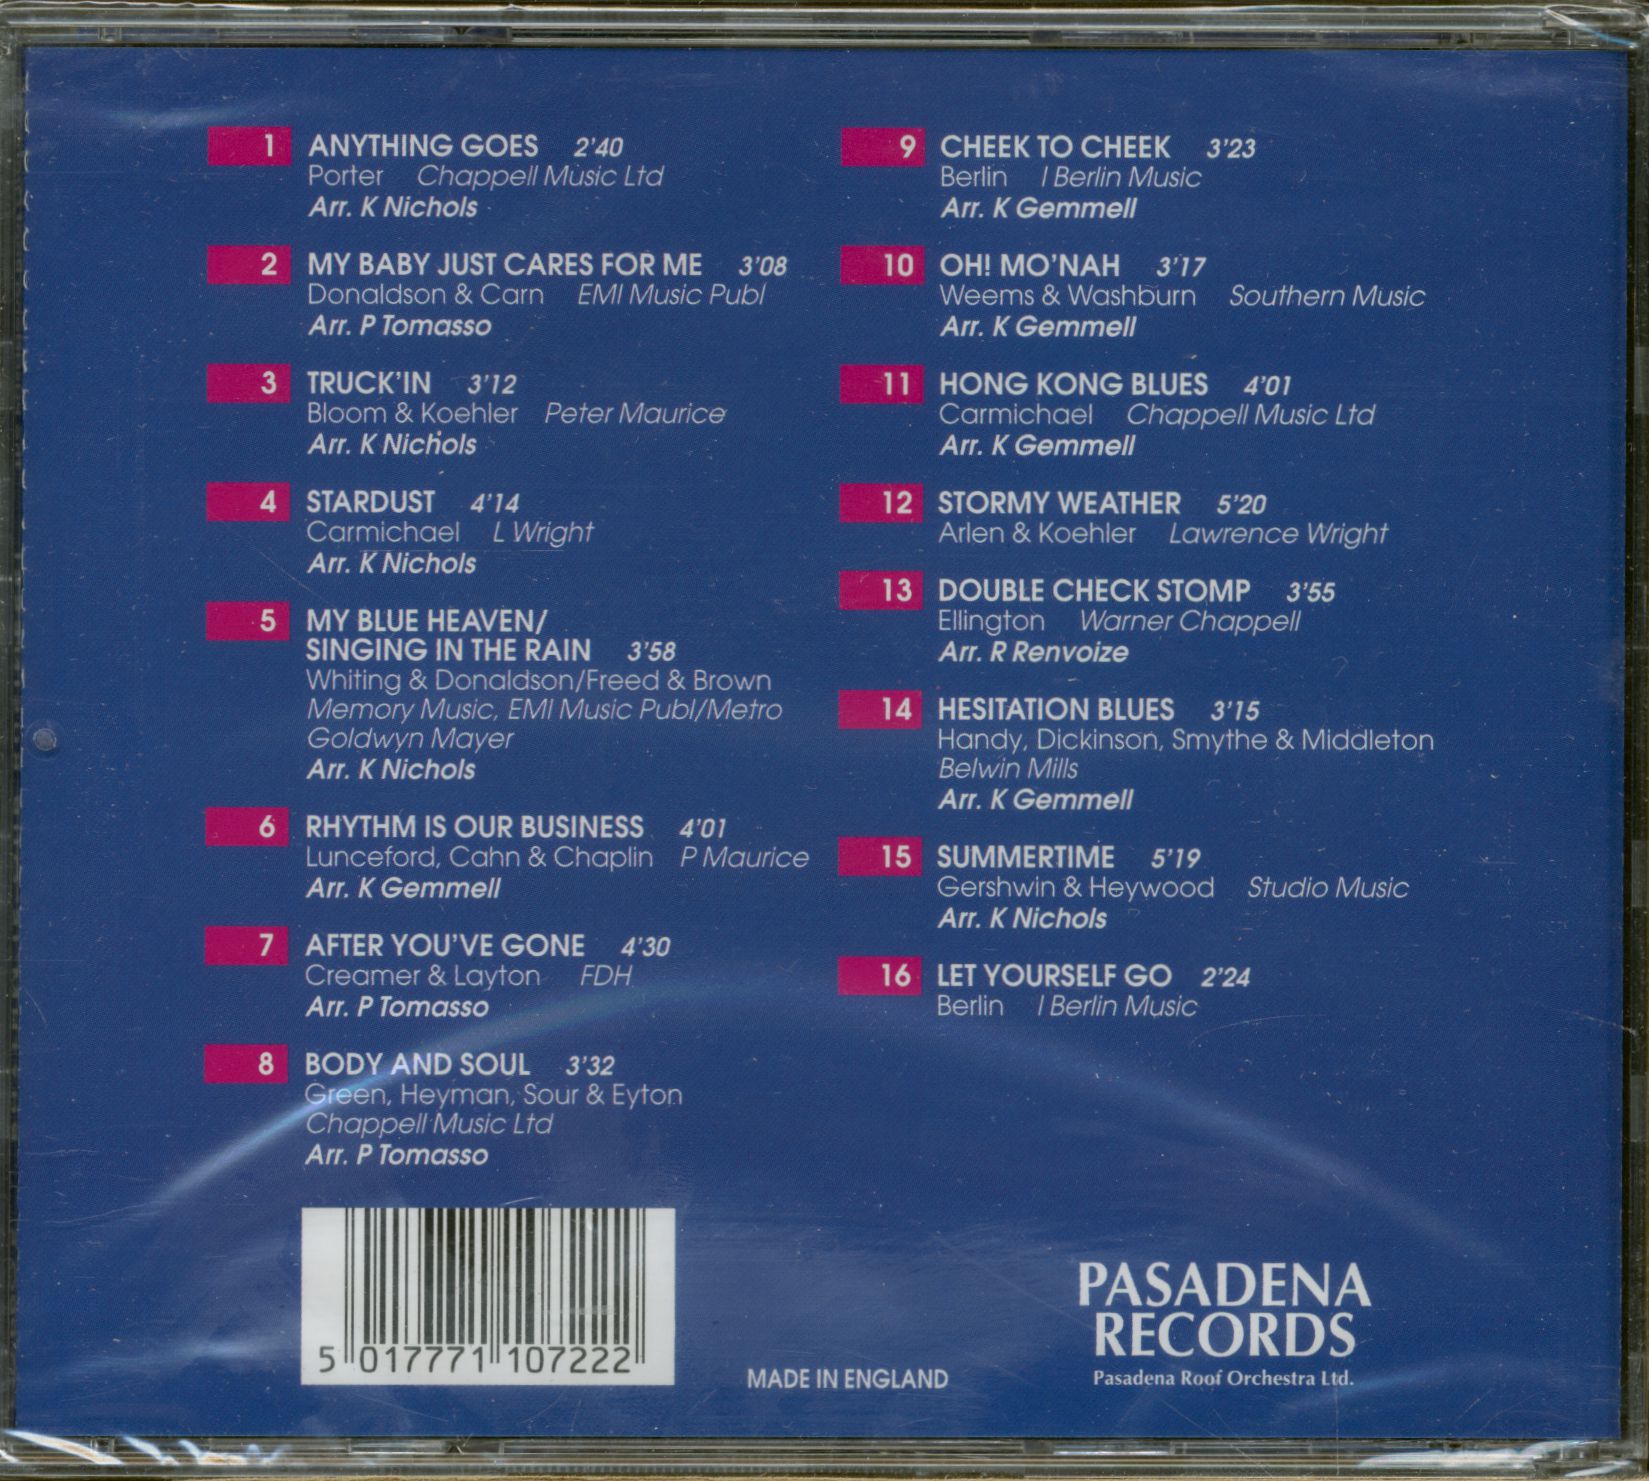 1 ANYTHING GOES 2'40
Porter Chappell Music Ltd
Arr. K Nichols
2 MY BABY JUST CARES FOR ME 3'08
Donaldson & Carn EMI Music Publ
Arr. P Tomasso
3 TRUCK'IN 3'12
Bloom & Koehler Peter Maurice
Arr. K Nichols
4 STARDUST 4'14
Carmichael L Wright
Arr. K Nichols
5 MY BLUE HEAVEN/
SINGING IN THE RAIN 3'58
Whiting & Donaldson/Freed & Brown
Memory Music, EMI Music Publ/Metro
Goldwyn Mayer
Arr. K Nichols
6 RHYTHM IS OUR BUSINESS 4'01
Lunceford, Cahn & Chaplin P Maurice
Arr. K Gemmell
7 AFTER YOU'VE GONE 4'30
Creamer & Layton FDH
Arr. P Tomasso
8 BODY AND SOUL 3'32
Green, Heyman, Sour & Eyton
Chappell Music Ltd
Arr. P Tomasso
9 CHEEK TO CHEEK 3'23
Berlin I Berlin Music
Arr. K Gemmell
10 OH! MO'NAH 3'17
Weems & Washburn Southern Music
Arr. K Gemmell
11 HONG KONG BLUES 4'01
Carmichael Chappell Music Ltd
Arr. K Gemmell
12 STORMY WEATHER 5'20
Arlen & Koehler Lawrence Wright
13 DOUBLE CHECK STOMP 3'55
Ellington Warner Chappell
Arr. R Renvoize
14 HESITATION BLUES 3'15
Handy, Dickinson, Smythe & Middleton
Belwin Mills
Arr. K Gemmell
15 SUMMERTIME 5'19
Gershwin & Heywood Studio Music
Arr. K Nichols
16 LET YOURSELF GO 2'24
Berlin I Berlin Music
5 017771 107222
MADE IN ENGLAND
PASADENA
RECORDS
Pasadena Roof Orchestra Ltd.